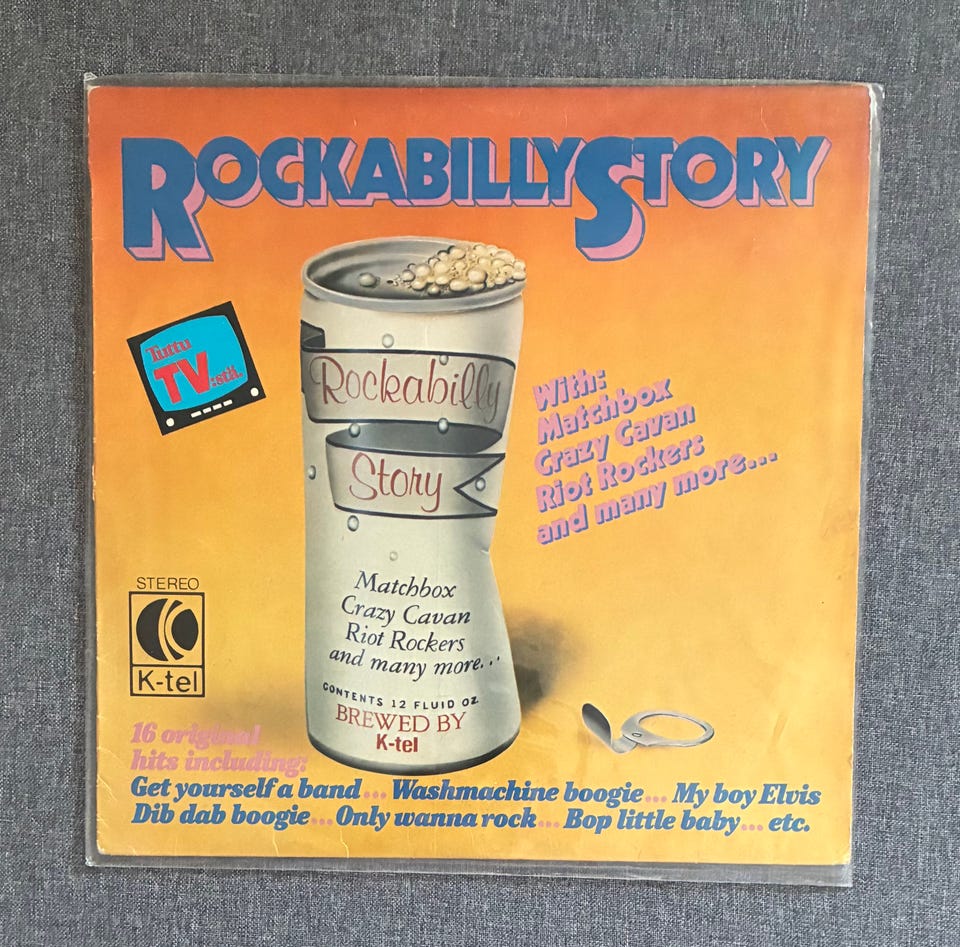 ROCKABILLY STORY
Tuttu
TV:stä.
Rockabilly
Story
With:
Matchbox
Crazy Cavan
Riot Rockers
and many more...
Matchbox
Crazy Cavan
Riot Rockers
and many more...
CONTENTS 12 FLUID OZ.
BREWED BY
K-tel
STEREO
K-tel
16 original
hits including:
Get yourself a band... Washmachine boogie... My boy Elvis
Dib dab boogie... Only wanna rock... Bop little baby... etc.